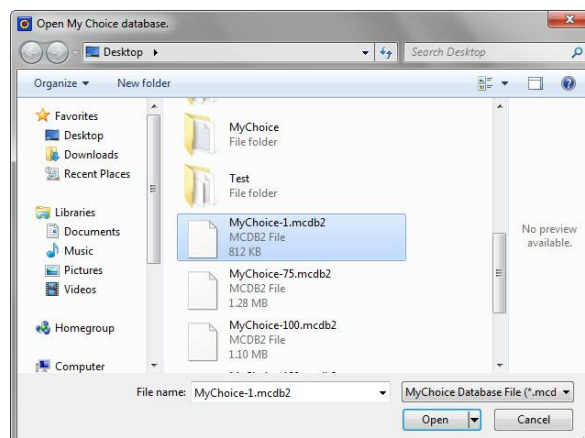 Open My Choice database.
Desktop
Search Desktop
Organize
New folder
Favorites
Desktop
Downloads
Recent Places
Libraries
Documents
Music
Pictures
Videos
Homegroup
Computer
MyChoice
File folder
Test
File folder
MyChoice-1.mcdb2
MCDB2 File
812 KB
MyChoice-75.mcdb2
MCDB2 File
1.28 MB
MyChoice-100.mcdb2
MCDB2 File
1.10 MB
No preview
available.
File name: MyChoice-1.mcdb2
MyChoice Database File (*.mcd
Open
Cancel